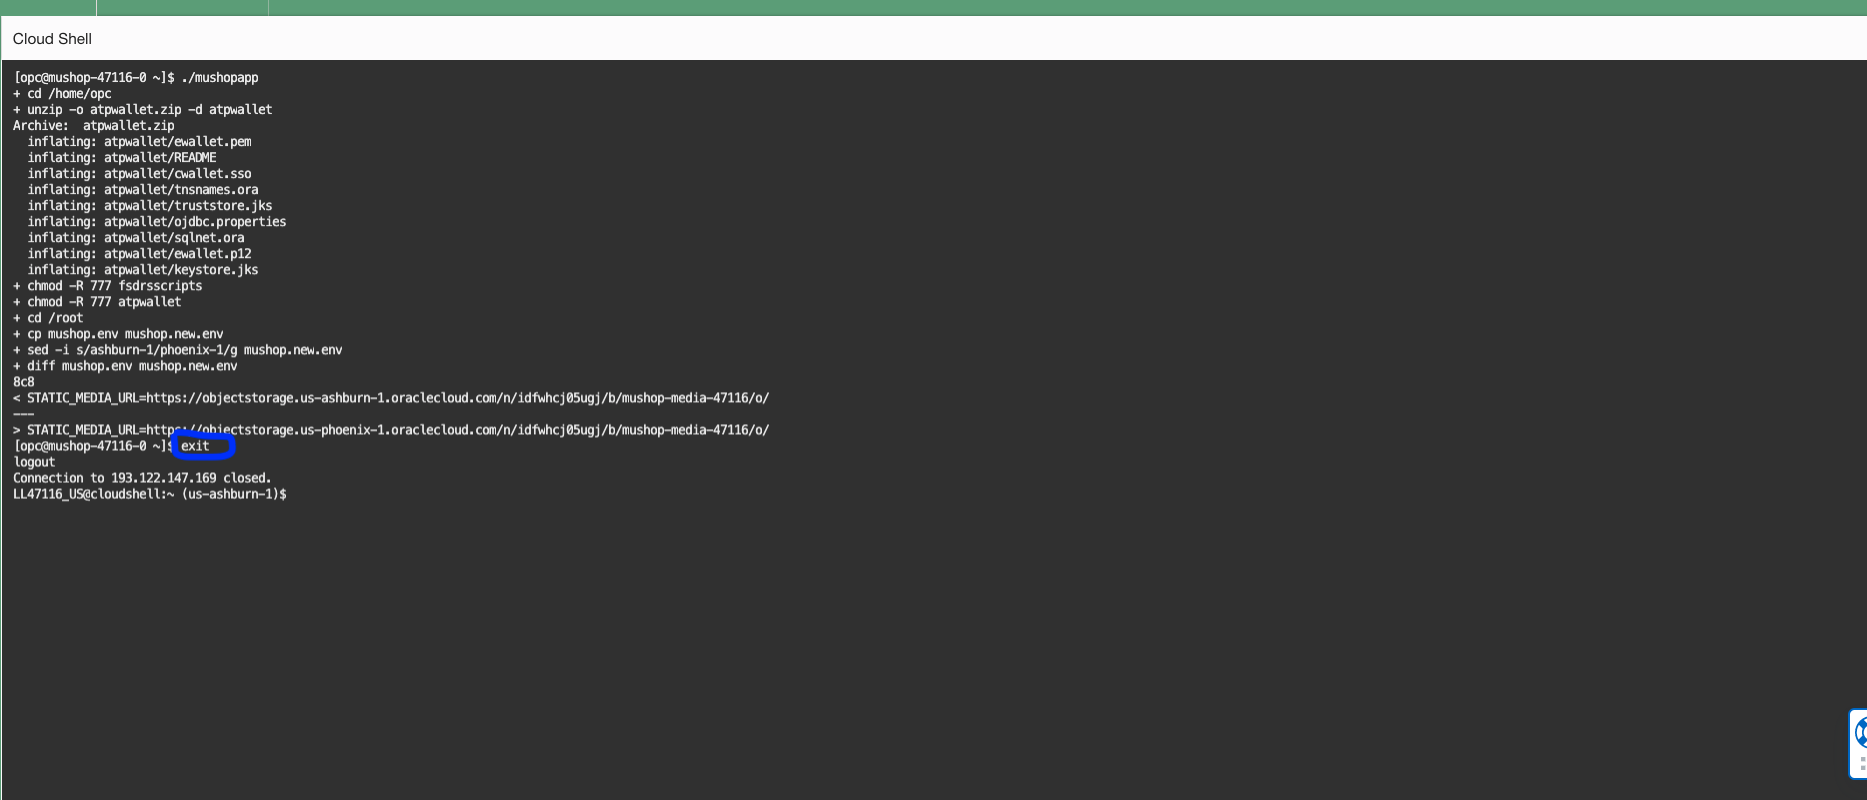 Cloud Shell
[opc@mushop-47116-0 ~]$ ./mushopapp
+ cd /home/opc
+ unzip -o atpwallet.zip -d atpwallet
Archive:  atpwallet.zip
  inflating: atpwallet/ewallet.pem
  inflating: atpwallet/README
  inflating: atpwallet/cwallet.sso
  inflating: atpwallet/tnsnames.ora
  inflating: atpwallet/truststore.jks
  inflating: atpwallet/ojdbc.properties
  inflating: atpwallet/sqlnet.ora
  inflating: atpwallet/ewallet.p12
  inflating: atpwallet/keystore.jks
+ chmod -R 777 fsdrsscripts
+ chmod -R 777 atpwallet
+ cd /root
+ cp mushop.env mushop.new.env
+ sed -i s/ashburn-1/phoenix-1/g mushop.new.env
+ diff mushop.env mushop.new.env
8c8
< STATIC_MEDIA_URL=https://objectstorage.us-ashburn-1.oraclecloud.com/n/idfwhcj05ugj/b/mushop-media-47116/o/
---
> STATIC_MEDIA_URL=https://objectstorage.us-phoenix-1.oraclecloud.com/n/idfwhcj05ugj/b/mushop-media-47116/o/
[opc@mushop-47116-0 ~]$ exit
logout
Connection to 193.122.147.169 closed.
LL47116_US@cloudshell:~ (us-ashburn-1)$